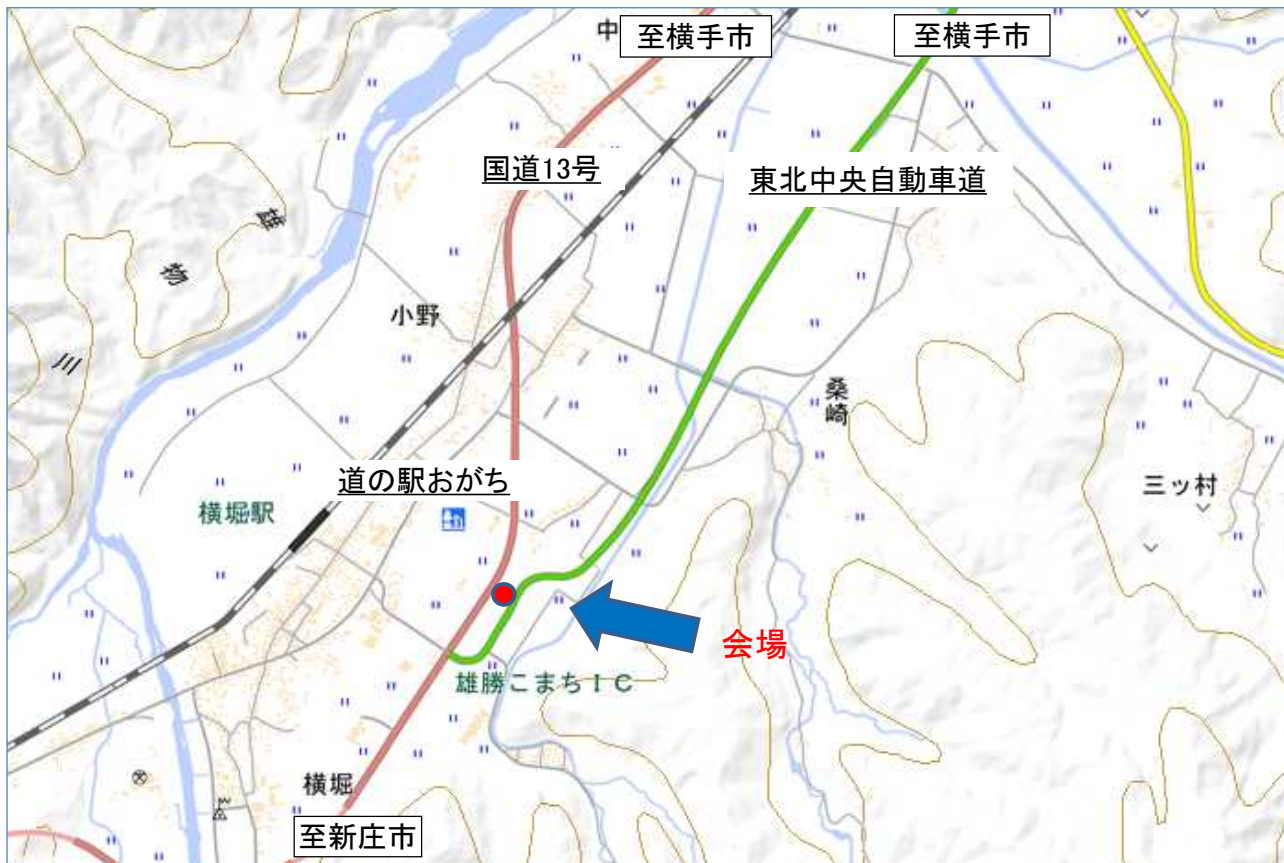 中
至横手市
至横手市
国道13号
東北中央自動車道
雄物川
小野
桑崎
道の駅おがち
横堀駅
三ッ村
会場
雄勝こまちIC
横堀
至新庄市